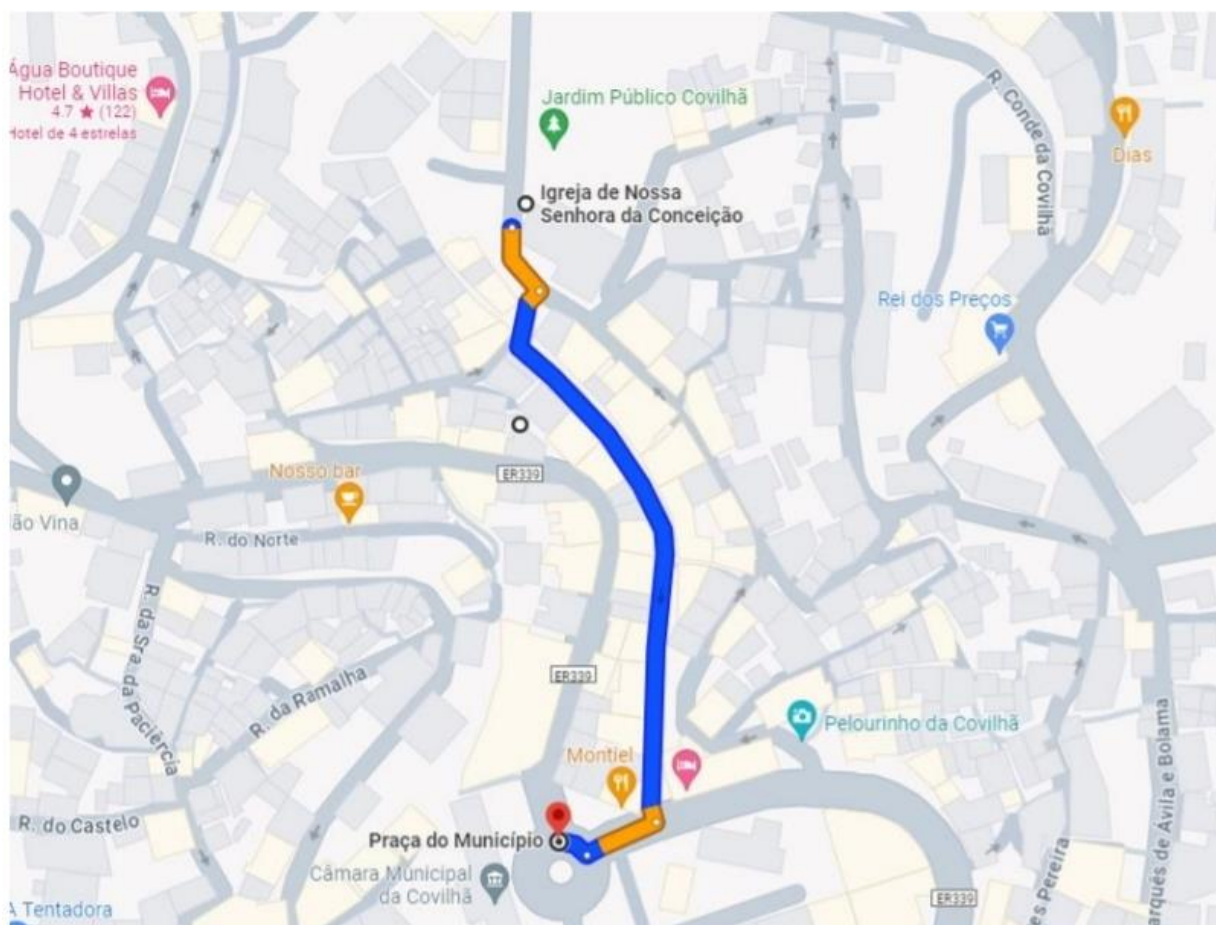 Água Boutique
Hotel & Villas
4.7 ★ (122)
Hotel de 4 estrelas
Jardim Público Covilhã
R. Conde da Covilhã
Dias
Igreja de Nossa
Senhora da Conceição
Rei dos Preços
Nosso bar
ER339
ão Vina
R. do Norte
R. da Sra. da Paciência
R. da Ramalha
ER339
Pelourinho da Covilhã
Montiel
R. do Castelo
Praça do Município
Câmara Municipal
da Covilhã
ER339
es Pereira
arquês de Ávila e Bolama
A Tentadora